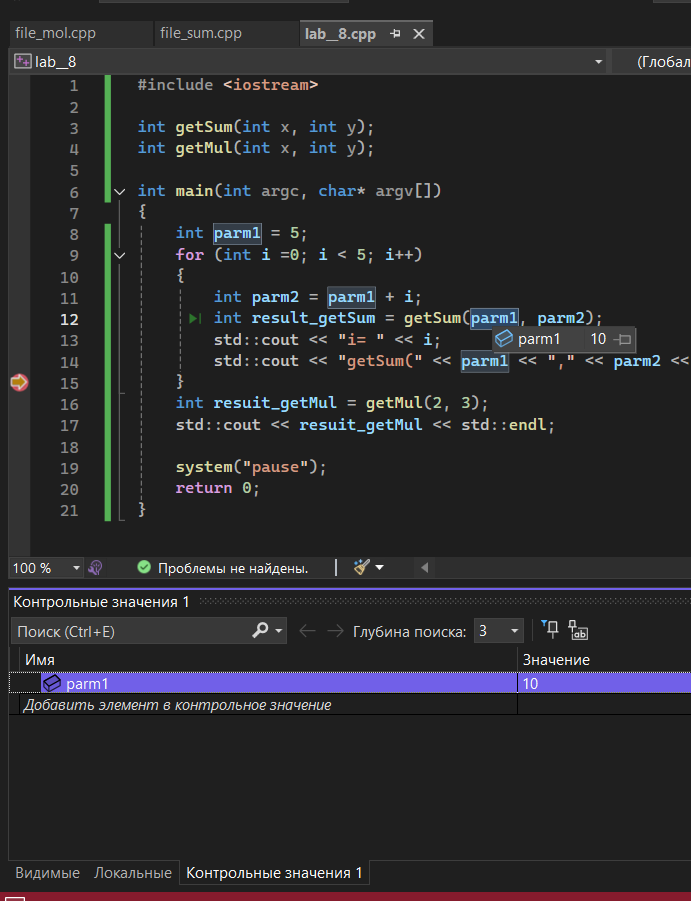 file_mol.cpp file_sum.cpp lab__8.cpp
lab__8 (Глобал
1 #include <iostream>
2
3 int getSum(int x, int y);
4 int getMul(int x, int y);
5
6 int main(int argc, char* argv[])
7 {
8 int parm1 = 5;
9 for (int i =0; i < 5; i++)
10 {
11 int parm2 = parm1 + i;
12 int result_getSum = getSum(parm1, parm2);
13 std::cout << "i= " << i;
parm1 10
14 std::cout << "getSum(" << parm1 << "," << parm2 <<
15 }
16 int resuit_getMul = getMul(2, 3);
17 std::cout << resuit_getMul << std::endl;
18
19 system("pause");
20 return 0;
21 }
100 % Проблемы не найдены.
Контрольные значения 1
Поиск (Ctrl+E) Глубина поиска: 3
Имя Значение
parm1 10
Добавить элемент в контрольное значение
Видимые Локальные Контрольные значения 1